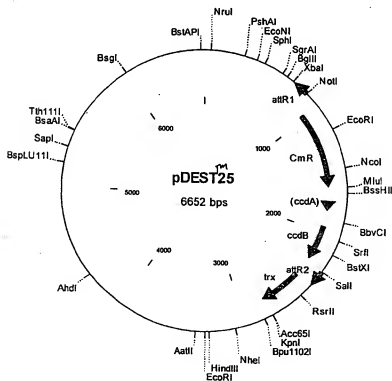 NruI
PshAI
EcoNI
SphI
SgrAI
BglII
XbaI
NotI
attR1
EcoRI
CmR
NcoI
MluI
BssHII
(ccdA)
ccdB
BbvCI
SrfI
BstXI
attR2
SalI
trx
RsrII
Acc65I
KpnI
Bpu1102I
NheI
HindIII
EcoRI
AatII
AhdI
BspLU11I
SapI
BsaAI
Tth111I
BsgI
BstAPI
1000
2000
3000
4000
5000
6000
pDEST25
6652 bps